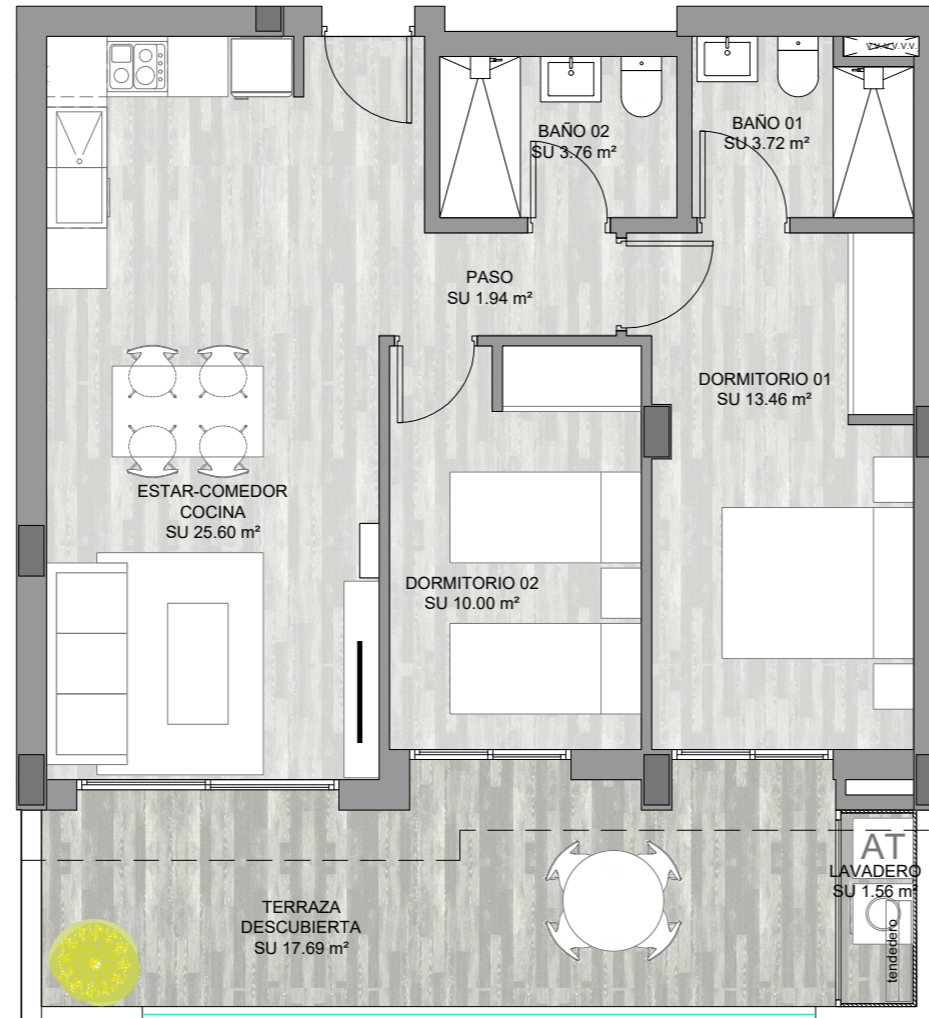 BAÑO 02
SU 3.76 m²
BAÑO 01
SU 3.72 m²
PASO
SU 1.94 m²
DORMITORIO 01
SU 13.46 m²
ESTAR-COMEDOR
COCINA
SU 25.60 m²
DORMITORIO 02
SU 10.00 m²
AT
LAVADERO
SU 1.56 m²
tendedero
TERRAZA
DESCUBIERTA
SU 17.69 m²